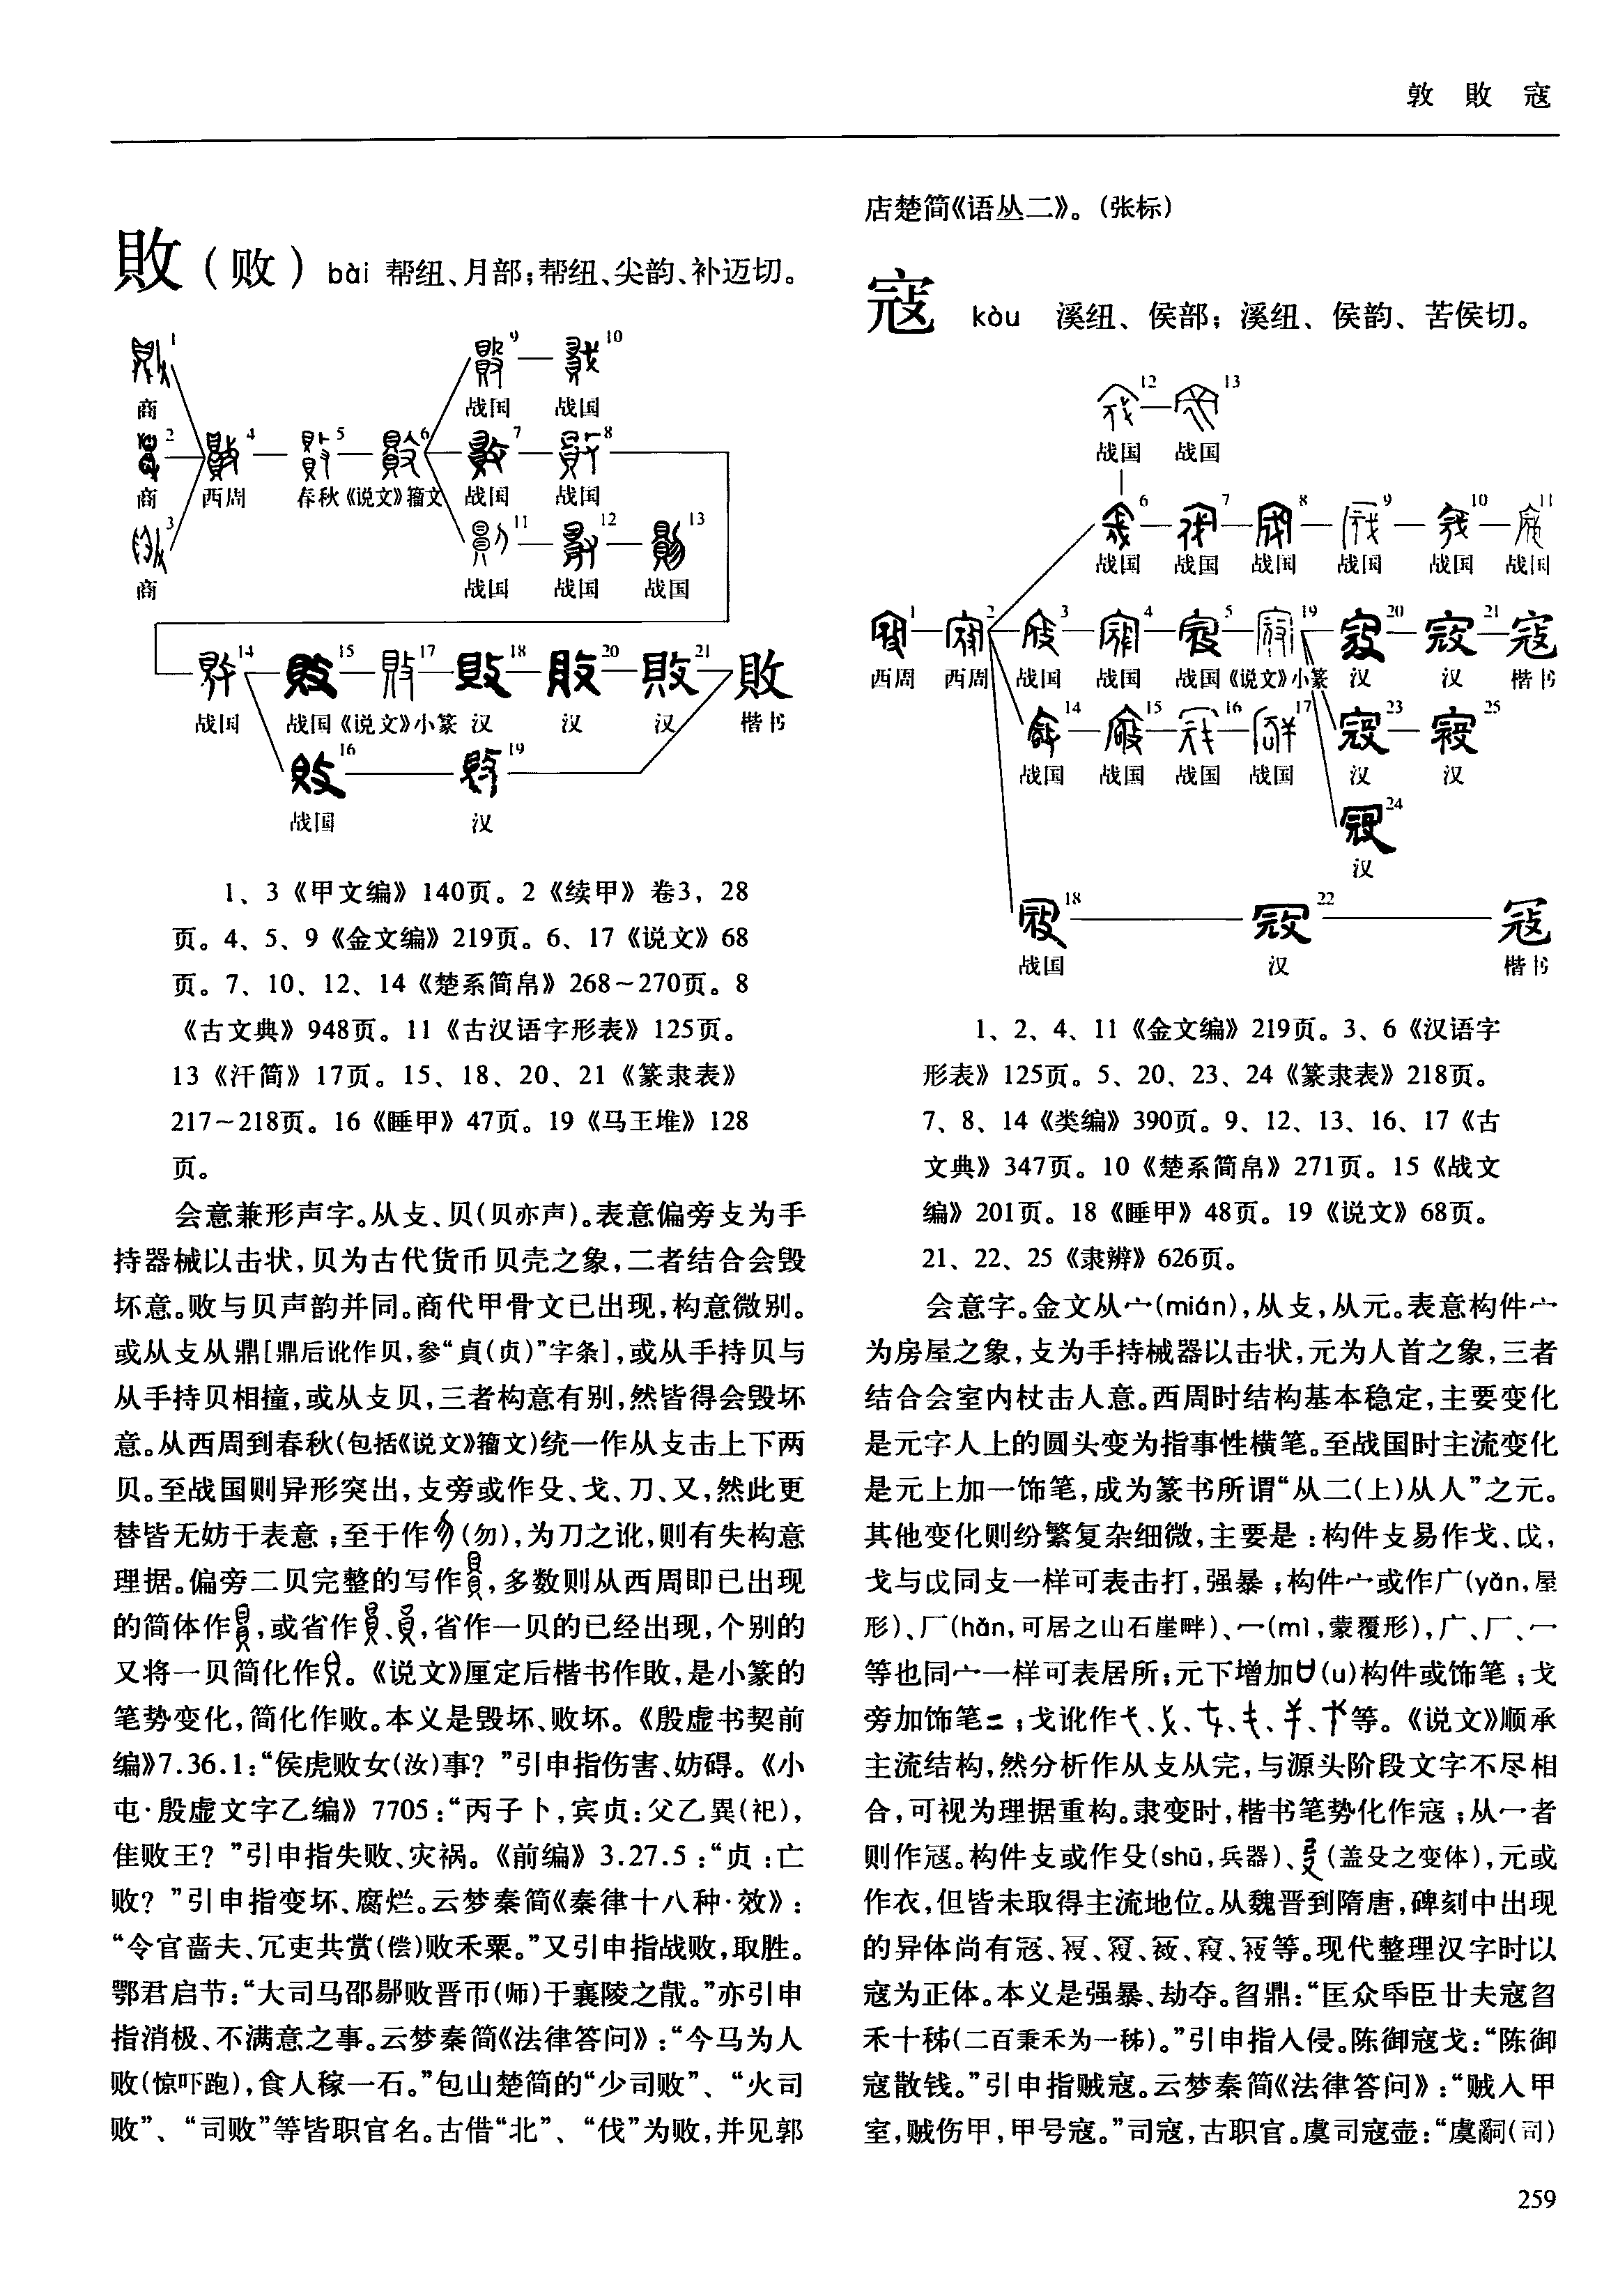 敦 敗 寇
敗（败）bài 帮纽、月部；帮纽、夬韵、补迈切。
1 9 10
商 战国 战国
2 4 5 6 7 8
商 西周 春秋《说文》籀文 战国 战国
3 11 12 13
商 战国 战国 战国
14 15 17 18 20 21 敗
战国 战国《说文》小篆 汉 汉 汉 楷书
16 19
战国 汉
1、3《甲文编》140页。2《续甲》卷3，28
页。4、5、9《金文编》219页。6、17《说文》68
页。7、10、12、14《楚系简帛》268～270页。8
《古文典》948页。11《古汉语字形表》125页。
13《汗简》17页。15、18、20、21《篆隶表》
217～218页。16《睡甲》47页。19《马王堆》128
页。
会意兼形声字。从攴、贝(贝亦声)。表意偏旁攴为手
持器械以击状，贝为古代货币贝壳之象，二者结合会毁
坏意。败与贝声韵并同。商代甲骨文已出现，构意微别。
或从攴从鼎[鼎后讹作贝，参“貞(贞)”字条]，或从手持贝与
从手持贝相撞，或从攴贝，三者构意有别，然皆得会毁坏
意。从西周到春秋(包括《说文》籀文)统一作从攴击上下两
贝。至战国则异形突出，攴旁或作殳、戈、刀、又，然此更
替皆无妨于表意；至于作(勿)，为刀之讹，则有失构意
理据。偏旁二贝完整的写作，多数则从西周即已出现
的简体作，或省作、，省作一贝的已经出现，个别的
又将一贝简化作。《说文》厘定后楷书作敗，是小篆的
笔势变化，简化作败。本义是毁坏、败坏。《殷虚书契前
编》7.36.1：“侯虎败女(汝)事？”引申指伤害、妨碍。《小
屯·殷虚文字乙编》7705：“丙子卜，宾贞：父乙異(祀)，
隹败王？”引申指失败、灾祸。《前编》3.27.5：“贞：亡
败？”引申指变坏、腐烂。云梦秦简《秦律十八种·效》：
“令官啬夫、冗吏共赏(偿)败禾粟。”又引申指战败，取胜。
鄂君启节：“大司马邵败晋帀(师)于襄陵之戠。”亦引申
指消极、不满意之事。云梦秦简《法律答问》：“今马为人
败(惊吓跑)，食人稼一石。”包山楚简的“少司败”、“火司
败”、“司败”等皆职官名。古借“北”、“伐”为败，并见郭
店楚简《语丛二》。(张标)
寇 kòu 溪纽、侯部；溪纽、侯韵、苦侯切。
12 13
战国 战国
6 7 8 9 10 11
战国 战国 战国 战国 战国 战国
1 2 3 4 5 19 20 21 寇
西周 西周 战国 战国 战国《说文》小篆 汉 汉 楷书
14 15 16 17 23 25
战国 战国 战国 战国 汉 汉
24
汉
18 22 冦
战国 汉 楷书
1、2、4、11《金文编》219页。3、6《汉语字
形表》125页。5、20、23、24《篆隶表》218页。
7、8、14《类编》390页。9、12、13、16、17《古
文典》347页。10《楚系简帛》271页。15《战文
编》201页。18《睡甲》48页。19《说文》68页。
21、22、25《隶辨》626页。
会意字。金文从宀(mián)，从攴，从元。表意构件宀
为房屋之象，攴为手持械器以击状，元为人首之象，三者
结合会室内杖击人意。西周时结构基本稳定，主要变化
是元字人上的圆头变为指事性横笔。至战国时主流变化
是元上加一饰笔，成为篆书所谓“从二(上)从人”之元。
其他变化则纷繁复杂细微，主要是：构件攴易作戈、戉，
戈与戉同攴一样可表击打，强暴；构件宀或作广(yǎn，屋
形)、厂(hǎn，可居之山石崖畔)、冖(mì，蒙覆形)，广、厂、冖
等也同宀一样可表居所；元下增加(u)构件或饰笔；戈
旁加饰笔；戈讹作、、、、、等。《说文》顺承
主流结构，然分析作从攴从完，与源头阶段文字不尽相
合，可视为理据重构。隶变时，楷书笔势化作寇；从冖者
则作冦。构件攴或作殳(shū，兵器)、(盖殳之变体)，元或
作衣，但皆未取得主流地位。从魏晋到隋唐，碑刻中出现
的异体尚有、、、、、等。现代整理汉字时以
寇为正体。本义是强暴、劫夺。曶鼎：“匡众氒臣廿夫寇曶
禾十秭(二百秉禾为一秭)。”引申指入侵。陈御寇戈：“陈御
寇散钱。”引申指贼寇。云梦秦简《法律答问》：“贼入甲
室，贼伤甲，甲号寇。”司寇，古职官。虞司寇壶：“虞嗣(司)
259